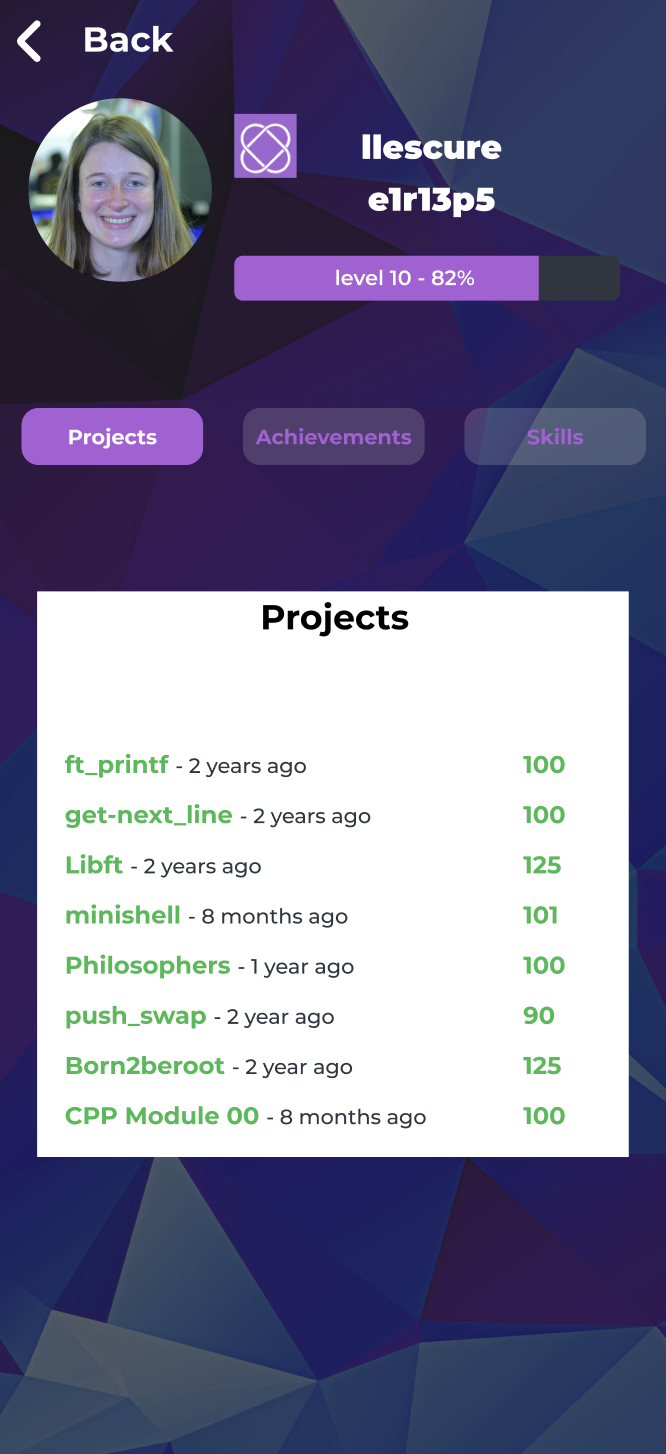 Back
llescure
e1r13p5
level 10 - 82%
Projects
Achievements
Skills
Projects
ft_printf - 2 years ago 100
get-next_line - 2 years ago 100
Libft - 2 years ago 125
minishell - 8 months ago 101
Philosophers - 1 year ago 100
push_swap - 2 year ago 90
Born2beroot - 2 year ago 125
CPP Module 00 - 8 months ago 100